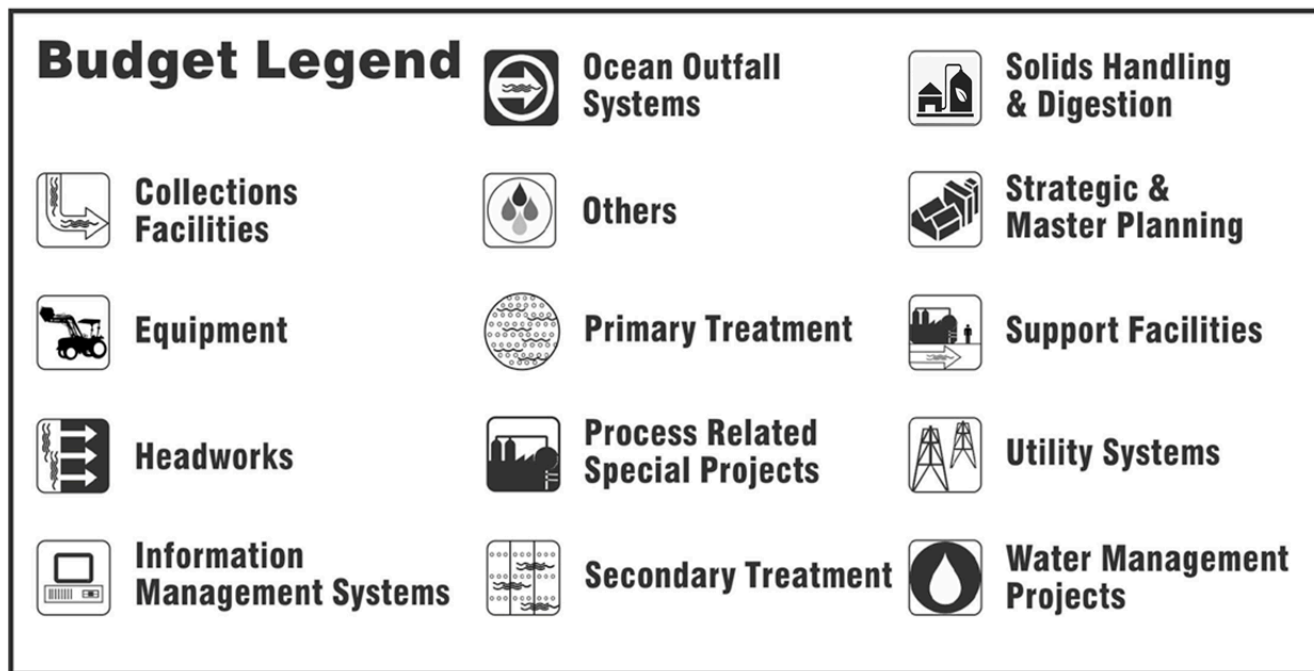 Budget Legend
Collections
Facilities
Equipment
Headworks
Information
Management Systems
Ocean Outfall
Systems
Others
Primary Treatment
Process Related
Special Projects
Secondary Treatment
Solids Handling
& Digestion
Strategic &
Master Planning
Support Facilities
Utility Systems
Water Management
Projects